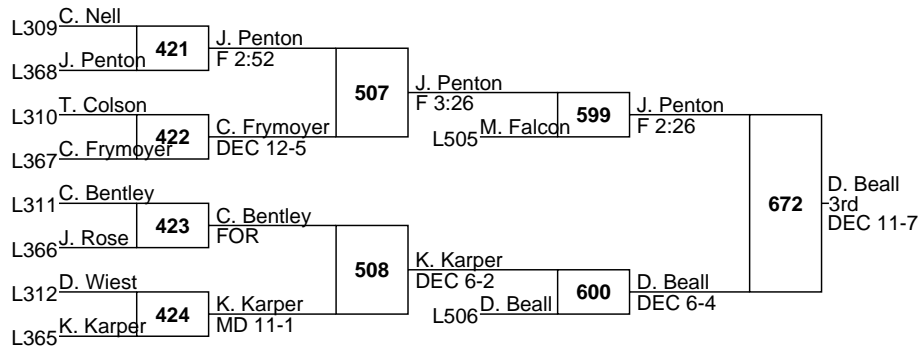 L309 C. Nell
421
L368 J. Penton
J. Penton
F 2:52
L310 T. Colson
422
L367 C. Frymoyer
C. Frymoyer
DEC 12-5
507
J. Penton
F 3:26
L505 M. Falcon
599
J. Penton
F 2:26
L311 C. Bentley
423
L366 J. Rose
C. Bentley
FOR
L312 D. Wiest
424
L365 K. Karper
K. Karper
MD 11-1
508
K. Karper
DEC 6-2
L506 D. Beall
600
D. Beall
DEC 6-4
672
D. Beall
3rd
DEC 11-7